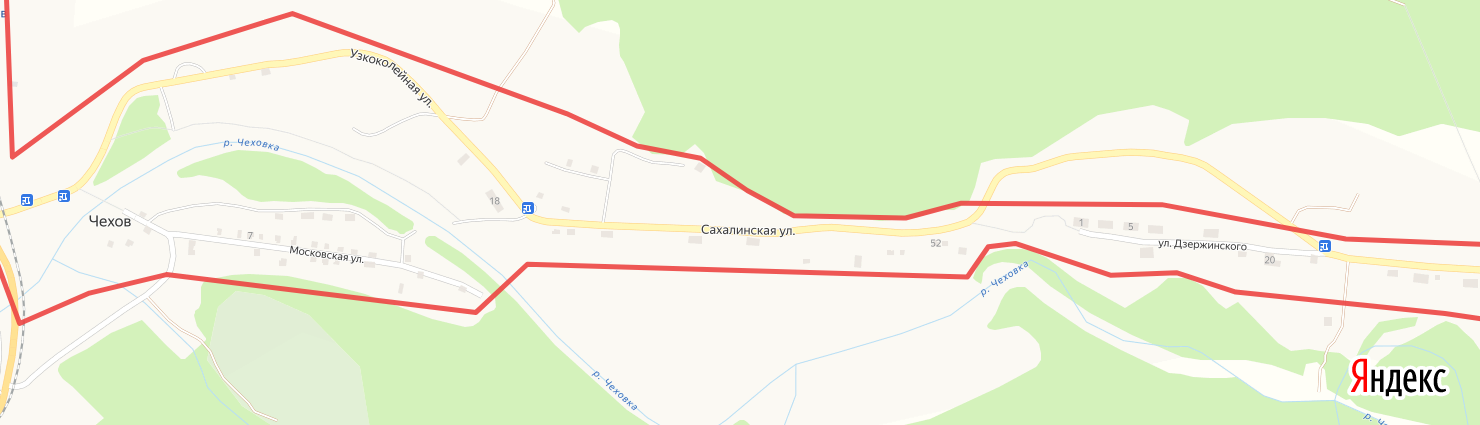 в
Узкоколейная ул.
р. Чеховка
18
Чехов
Сахалинская ул.
1
5
7
Московская ул.
52
ул. Дзержинского
20
р. Чеховка
р. Чеховка
Яндекс
р. Че